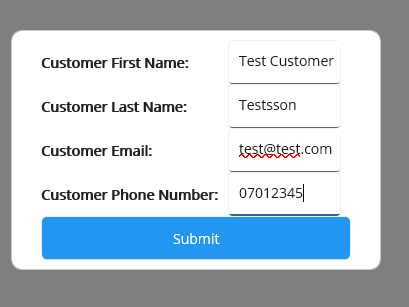 Customer First Name: Test Customer
Customer Last Name: Testsson
Customer Email: test@test.com
Customer Phone Number: 07012345
Submit